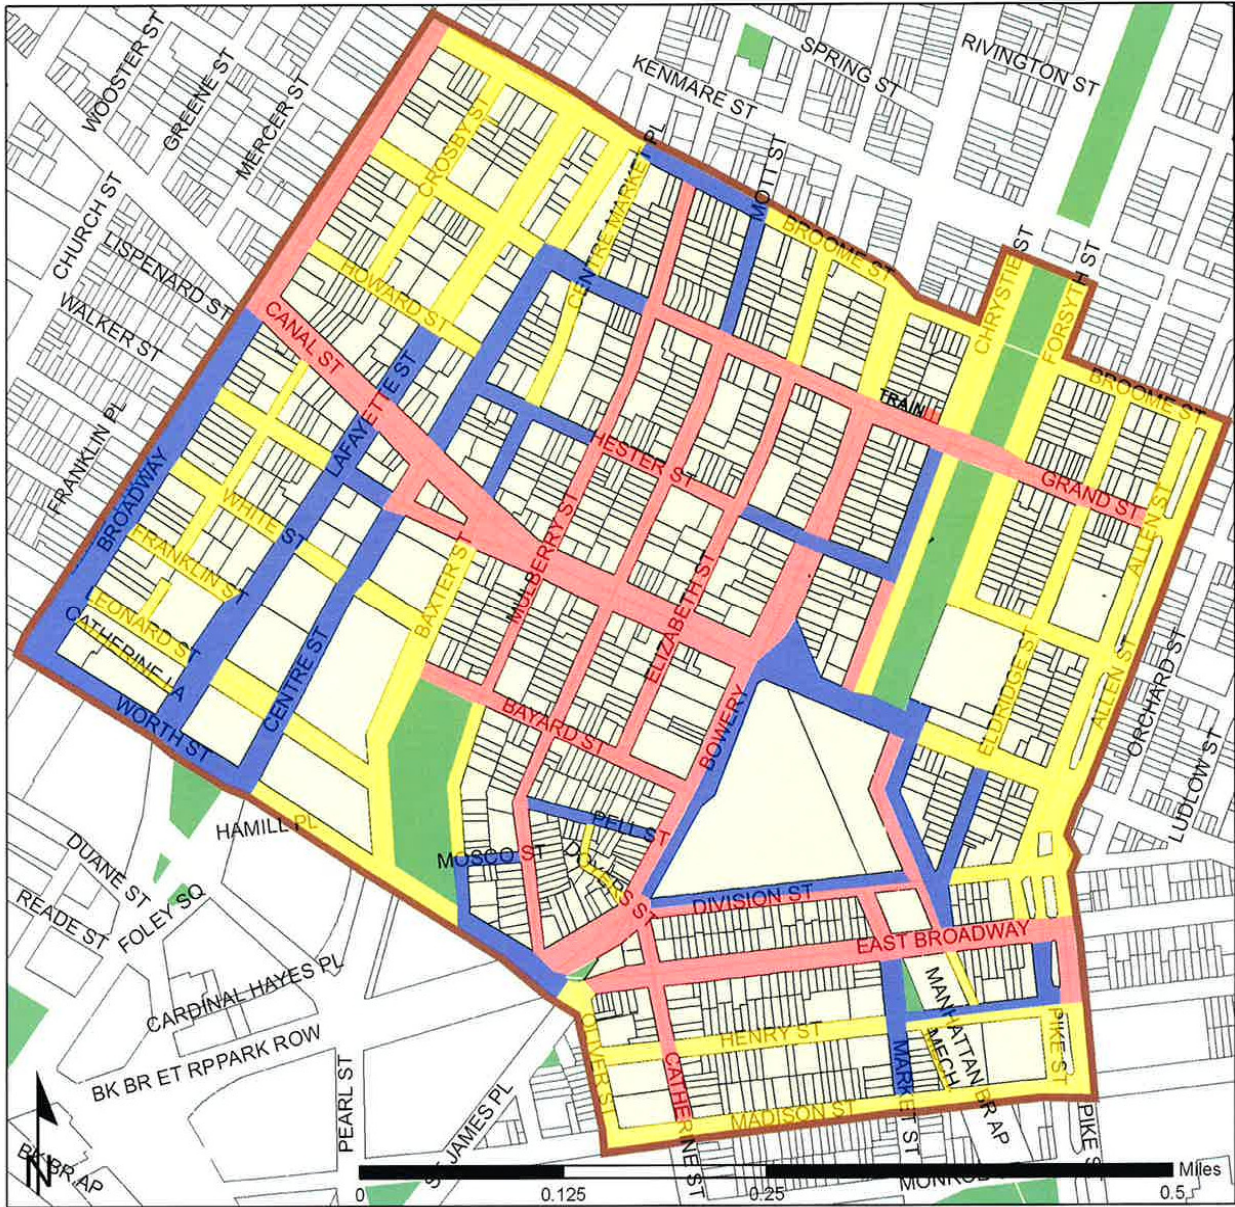 WOOSTER ST
GREENE ST
MERCER ST
SPRING ST
RIVINGTON ST
KENMARE ST
CROSBY ST
CENTRE MARKET PL
MOTT ST
CHURCH ST
LISPENARD ST
WALKER ST
HOWARD ST
BROOME ST
CHRYSTIE ST
FORSYTH ST
CANAL ST
LAFAYETTE ST
TRAIN
BROOME ST
FRANKLIN PL
BROADWAY
HESTER ST
GRAND ST
WHITE ST
MULBERRY ST
ELIZABETH ST
ALLEN ST
FRANKLIN ST
BAXTER ST
LEONARD ST
CATHERINE LA
CENTRE ST
WORTH ST
BAYARD ST
BOWERY
ELDRIDGE ST
ALLEN ST
ORCHARD ST
LUDLOW ST
HAMILL PL
PELL ST
MOSCO ST
DOYERS ST
DIVISION ST
DUANE ST
READE ST
FOLEY SQ
EAST BROADWAY
CARDINAL HAYES PL
MANHATTAN BR AP
BK BR ET RPPARK ROW
OLIVER ST
HENRY ST
CATHERINE ST
MARKET ST
MECH
PIKE ST
MADISON ST
PEARL ST
ST JAMES PL
PIKE S
BK BR AP
N
MONRO
Miles
0
0.125
0.25
0.5